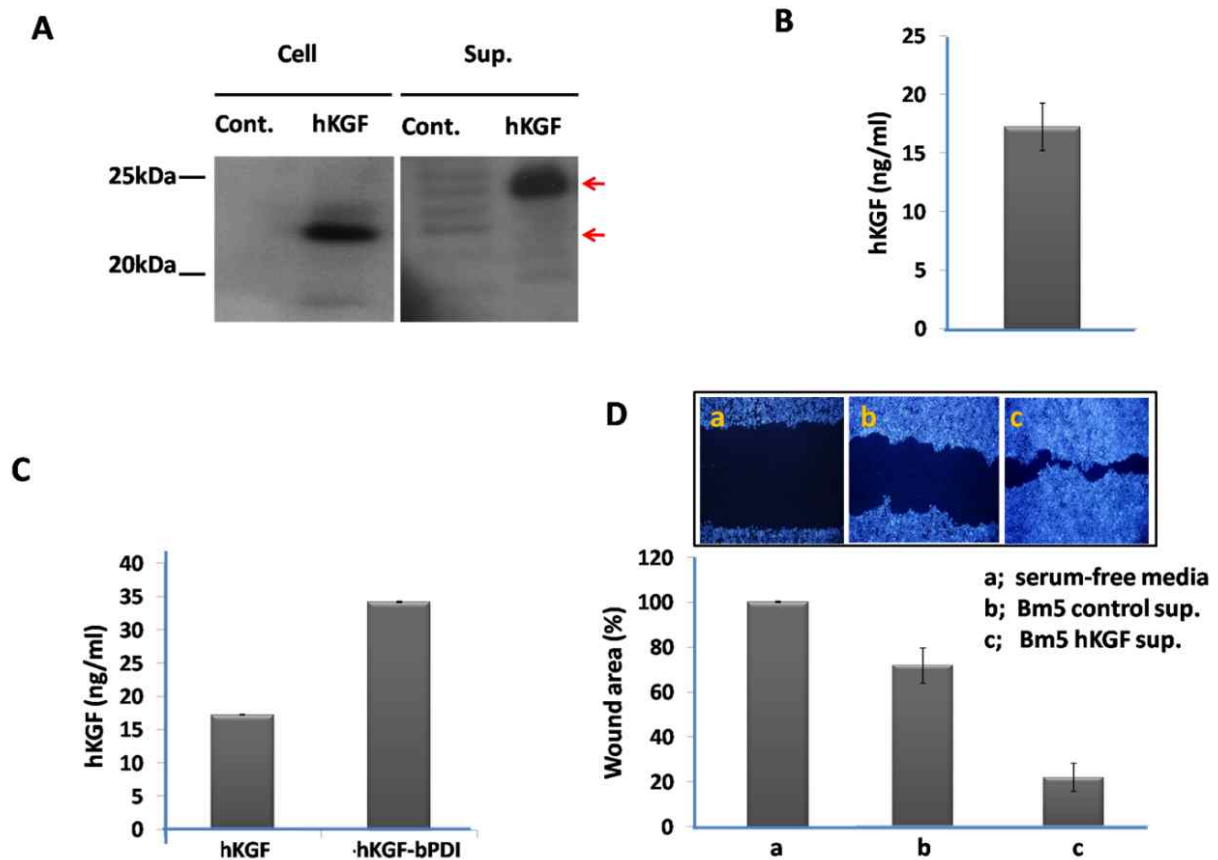 A
Cell
Sup.
Cont.
hKGF
Cont.
hKGF
25kDa
20kDa
B
25
20
15
10
5
0
hKGF (ng/ml)
C
40
35
30
25
20
15
10
5
0
hKGF (ng/ml)
hKGF
hKGF-bPDI
D
a
b
c
120
100
80
60
40
20
0
Wound area (%)
a; serum-free media
b; Bm5 control sup.
c; Bm5 hKGF sup.
a
b
c